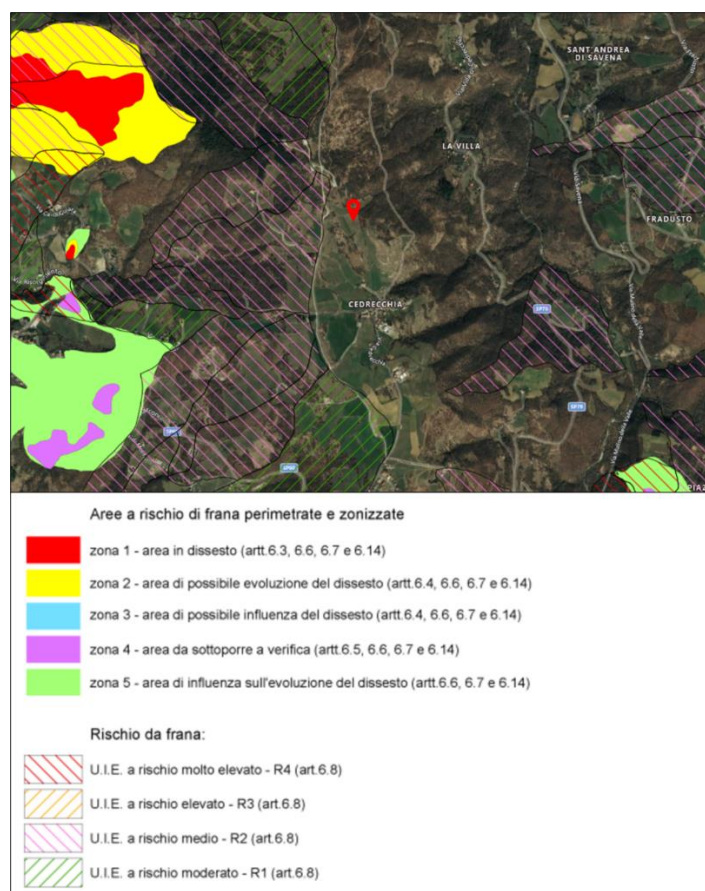 SANT'ANDREA
DI SAVENA
LA VILLA
Via Savena
FRADUSTO
CEDRECCHIA
SP79
SP79
PIAZ
Aree a rischio di frana perimetrate e zonizzate
zona 1 - area in dissesto (artt.6.3, 6.6, 6.7 e 6.14)
zona 2 - area di possibile evoluzione del dissesto (artt.6.4, 6.6, 6.7 e 6.14)
zona 3 - area di possibile influenza del dissesto (artt.6.4, 6.6, 6.7 e 6.14)
zona 4 - area da sottoporre a verifica (artt.6.5, 6.6, 6.7 e 6.14)
zona 5 - area di influenza sull'evoluzione del dissesto (artt.6.6, 6.7 e 6.14)
Rischio da frana:
U.I.E. a rischio molto elevato - R4 (art.6.8)
U.I.E. a rischio elevato - R3 (art.6.8)
U.I.E. a rischio medio - R2 (art.6.8)
U.I.E. a rischio moderato - R1 (art.6.8)